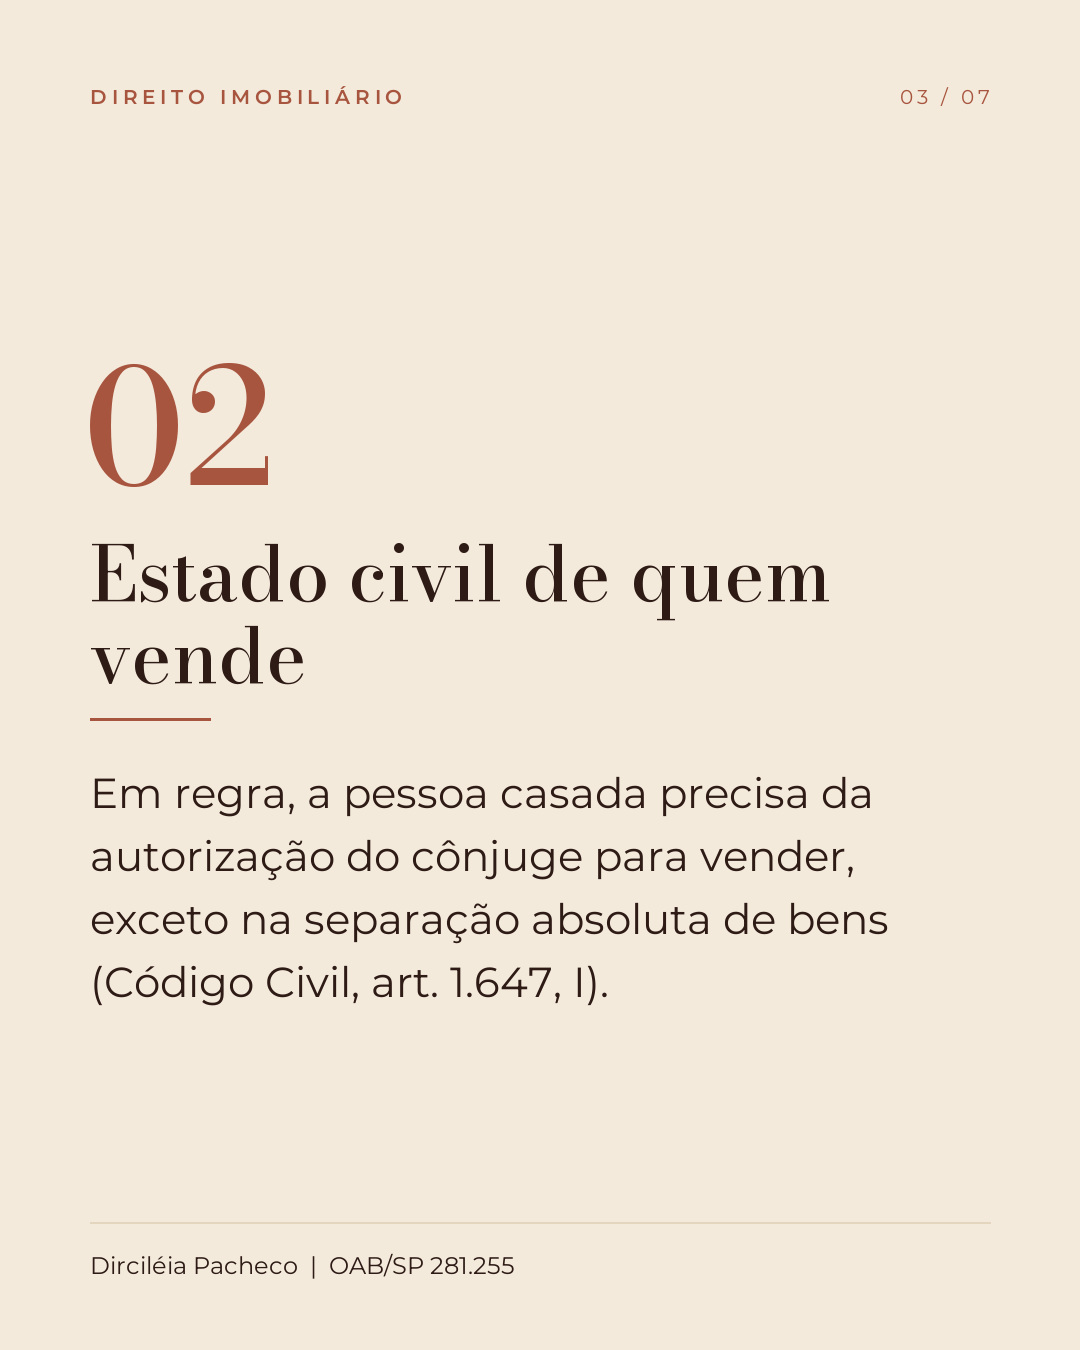 DIREITO IMOBILIÁRIO
03 / 07
02
Estado civil de quem
vende
Em regra, a pessoa casada precisa da
autorização do cônjuge para vender,
exceto na separação absoluta de bens
(Código Civil, art. 1.647, I).
Dirciléia Pacheco | OAB/SP 281.255